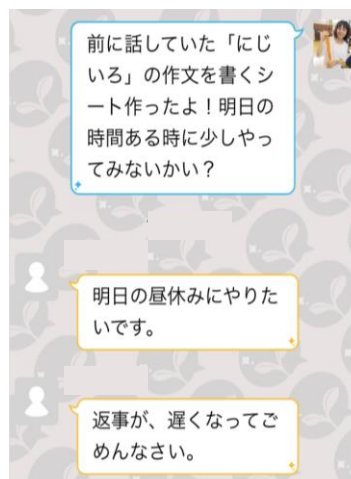 前に話していた「にじ
いろ」の作文を書くシ
ート作ったよ！明日の
時間ある時に少しやっ
てみないかい？
明日の昼休みにやりた
いです。
返事が、遅くなってご
めんなさい。